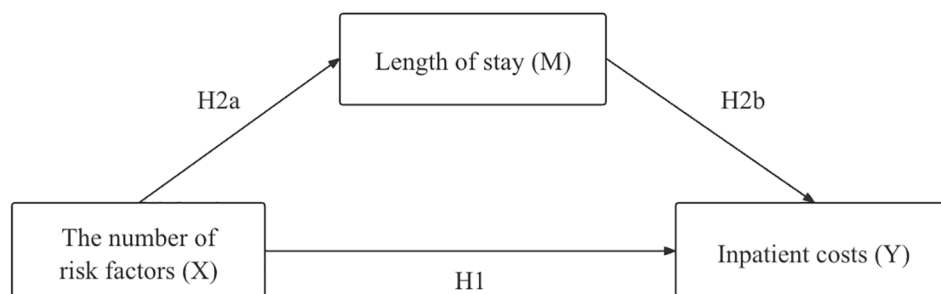 Length of stay (M)
H2a
H2b
The number of
risk factors (X)
Inpatient costs (Y)
H1